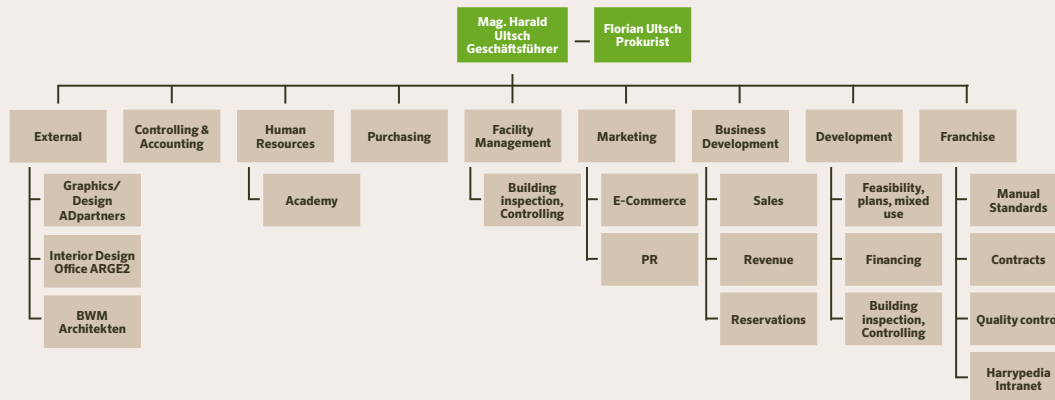 Mag. Harald
Ultsch
Geschäftsführer
Florian Ultsch
Prokurist
External
Controlling &
Accounting
Human
Resources
Purchasing
Facility
Management
Marketing
Business
Development
Development
Franchise
Graphics/
Design
ADpartners
Interior Design
Office ARGE2
BWM
Architekten
Academy
Building
inspection,
Controlling
E-Commerce
PR
Sales
Revenue
Reservations
Feasibility,
plans, mixed
use
Financing
Building
inspection,
Controlling
Manual
Standards
Contracts
Quality contro
Harrypedia
Intranet